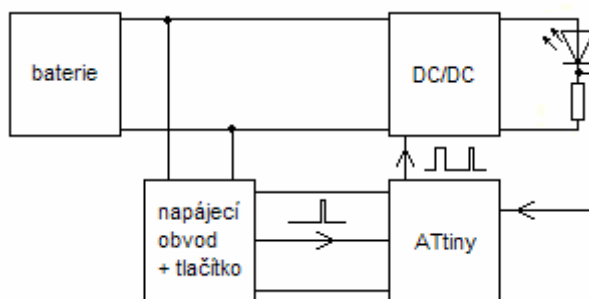 baterie
DC/DC
napájecí
obvod
+ tlačítko
ATtiny